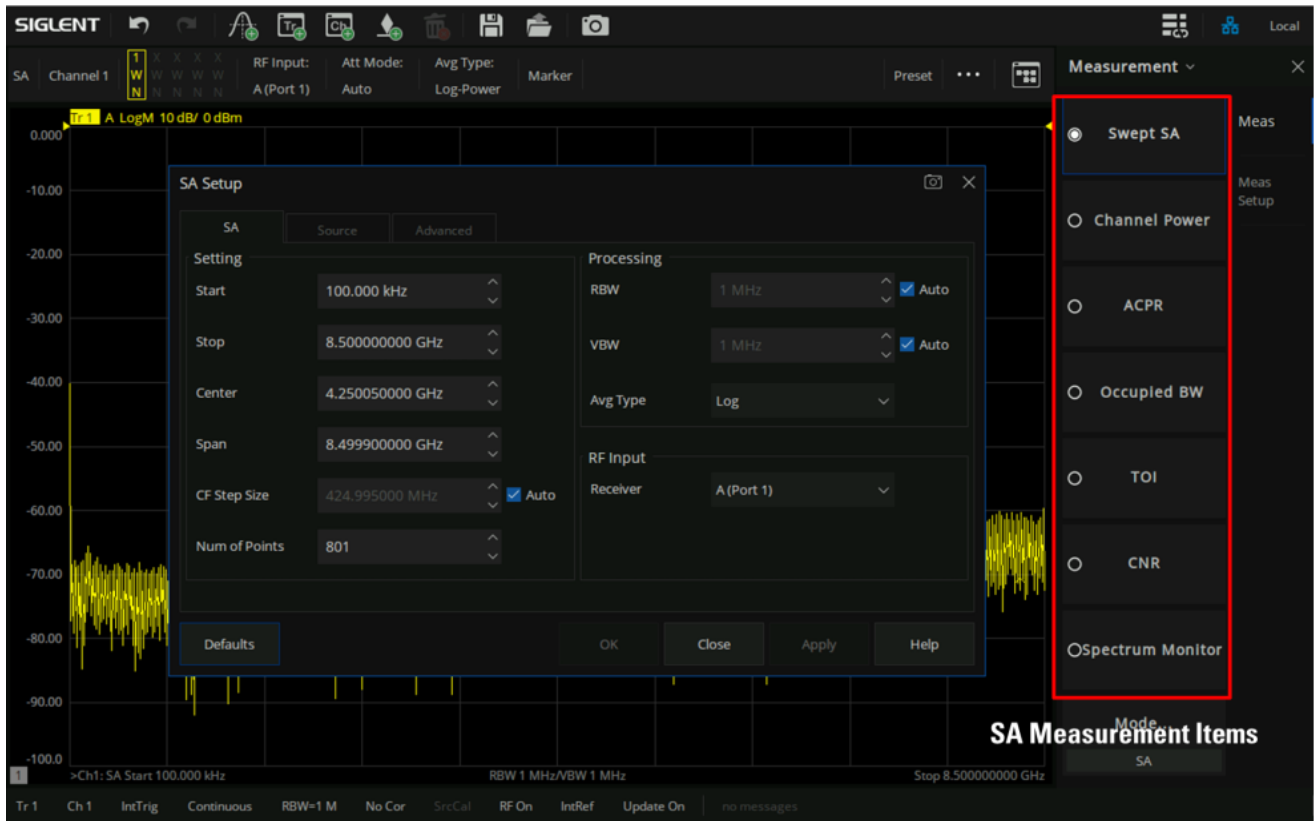 SIGLENT
Tr
Ch
Local
SA Channel 1
1 X X X X
W W W W W
N N N N N
RF Input:
A (Port 1)
Att Mode:
Auto
Avg Type:
Log-Power
Marker
Preset ...
Measurement
Tr 1 A LogM 10 dB/ 0 dBm
0.000
-10.00
-20.00
-30.00
-40.00
-50.00
-60.00
-70.00
-80.00
-90.00
-100.0
SA Setup
SA Source Advanced
Setting
Start 100.000 kHz
Stop 8.500000000 GHz
Center 4.250050000 GHz
Span 8.499900000 GHz
CF Step Size 424.995000 MHz Auto
Num of Points 801
Processing
RBW 1 MHz Auto
VBW 1 MHz Auto
Avg Type Log
RF Input
Receiver A (Port 1)
Defaults OK Close Apply Help
Swept SA
Channel Power
ACPR
Occupied BW
TOI
CNR
Spectrum Monitor
Meas
Meas
Setup
Mode...
SA Measurement Items
SA
1 >Ch1: SA Start 100.000 kHz RBW 1 MHz/VBW 1 MHz Stop 8.500000000 GHz
Tr 1 Ch 1 IntTrig Continuous RBW=1 M No Cor SrcCal RF On IntRef Update On no messages